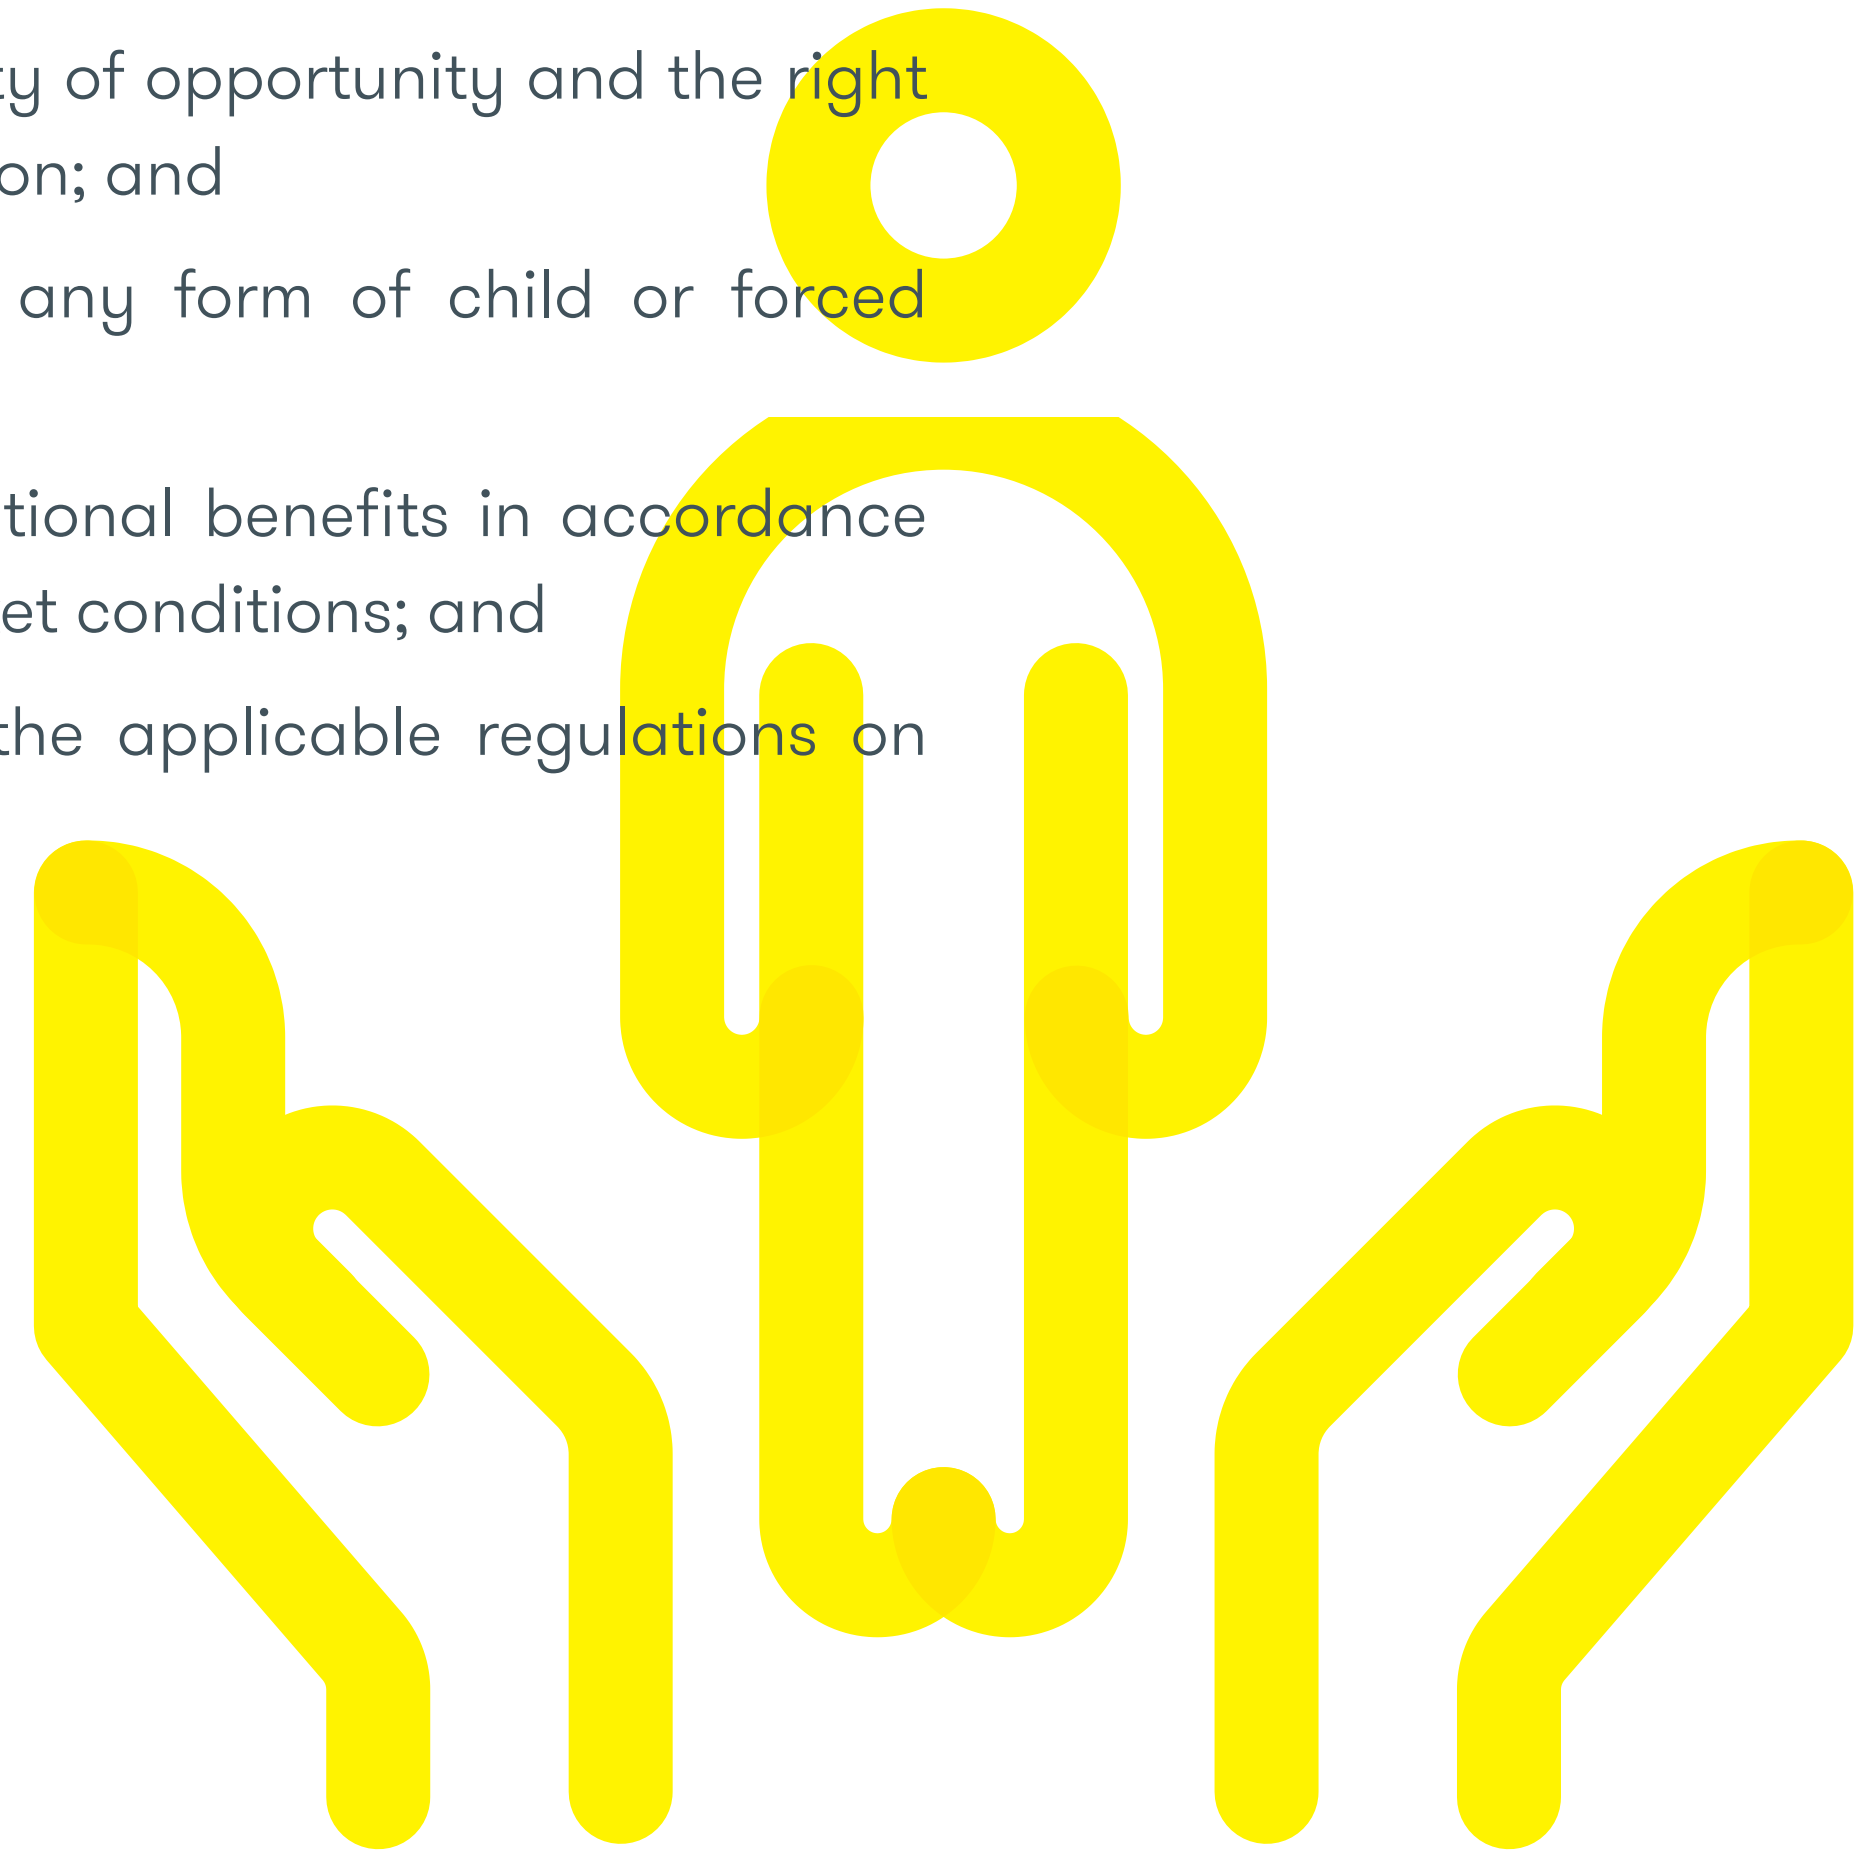 ty of opportunity and the right
on; and
any form of child or forced
tional benefits in accordance
et conditions; and
the applicable regulations on